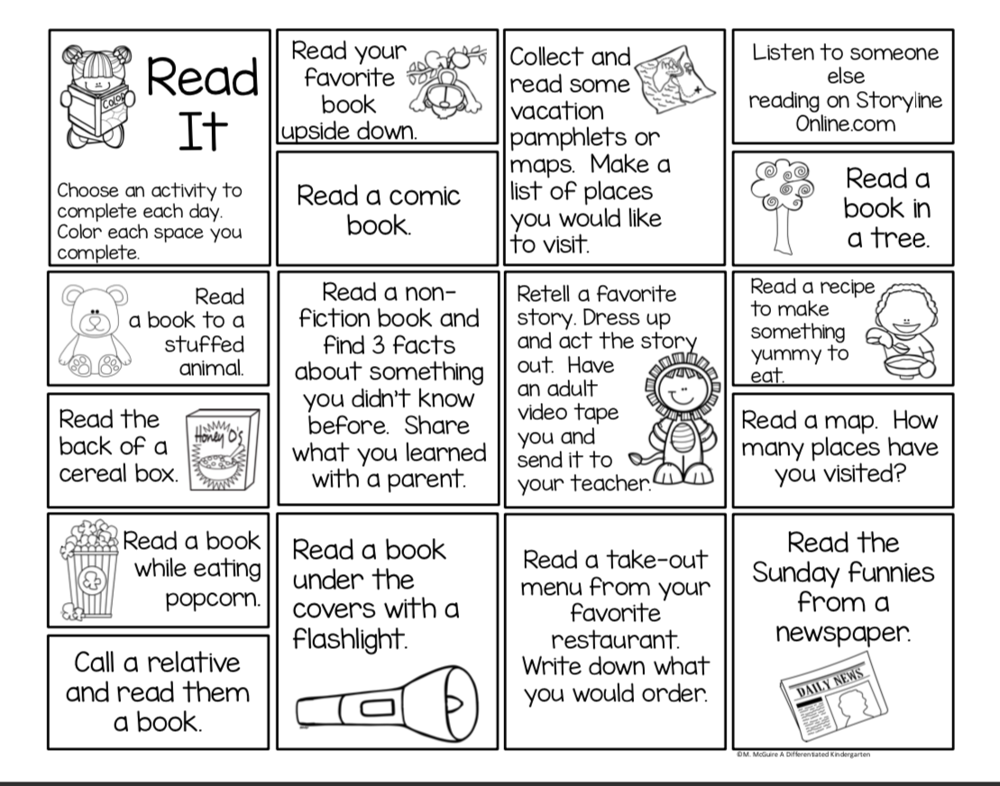 Read
It
COLOR
Choose an activity to
complete each day.
Color each space you
complete.
Read your
favorite
book
upside down.
Read a comic
book.
Collect and
read some
vacation
pamphlets or
maps. Make a
list of places
you would like
to visit.
Listen to someone
else
reading on Storyline
Online.com
Read a
book in
a tree.
Read
a book to a
stuffed
animal.
Read the
back of a
cereal box.
Honey O's
Read a non-
fiction book and
find 3 facts
about something
you didn't know
before. Share
what you learned
with a parent.
Retell a favorite
story. Dress up
and act the story
out. Have
an adult
video tape
you and
send it to
your teacher.
Read a recipe
to make
something
yummy to
eat.
Read a map. How
many places have
you visited?
Read a book
while eating
popcorn.
Call a relative
and read them
a book.
Read a book
under the
covers with a
flashlight.
Read a take-out
menu from your
favorite
restaurant.
Write down what
you would order.
Read the
Sunday funnies
from a
newspaper.
DAILY NEWS
©M. McGuire A Differentiated Kindergarten